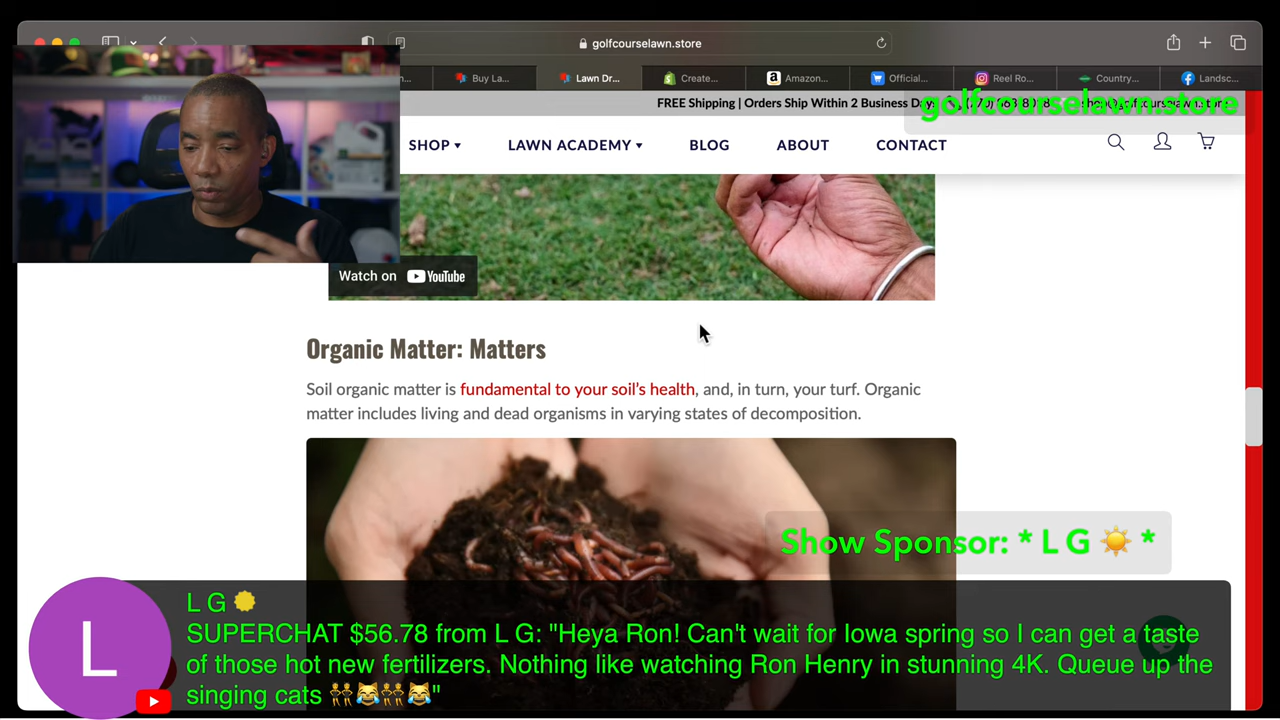 golfcourselawn.store
n...
Buy La...
Lawn Dr...
Create...
Amazon...
Official...
Reel Ro...
Country...
Landsc...
FREE Shipping | Orders Ship Within 2 Business Days
golfcourselawn.store
SHOP ▾ LAWN ACADEMY ▾ BLOG ABOUT CONTACT
Watch on YouTube
Organic Matter: Matters
Soil organic matter is fundamental to your soil's health, and, in turn, your turf. Organic
matter includes living and dead organisms in varying states of decomposition.
Show Sponsor: * L G ☀️ *
L
L G
SUPERCHAT $56.78 from L G: "Heya Ron! Can't wait for Iowa spring so I can get a taste
of those hot new fertilizers. Nothing like watching Ron Henry in stunning 4K. Queue up the
singing cats 👯😹👯😹"